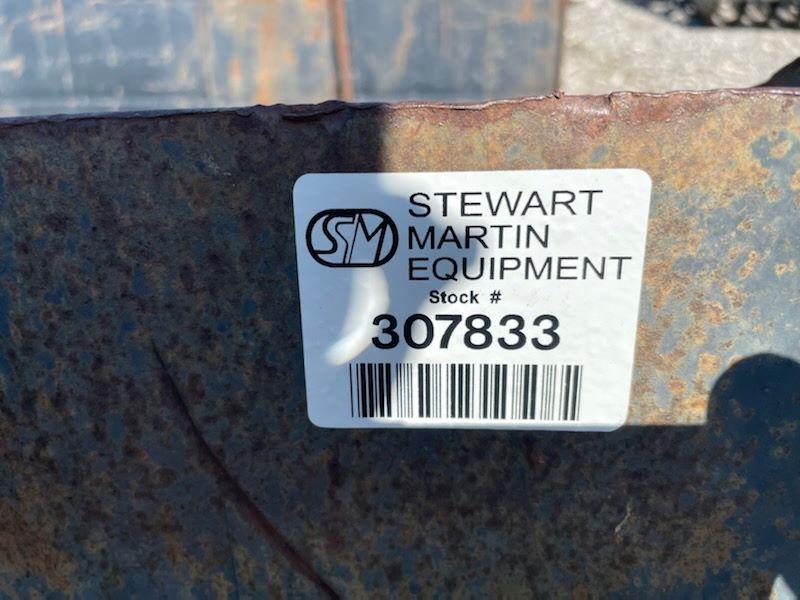 SM STEWART
MARTIN
EQUIPMENT
Stock #
307833